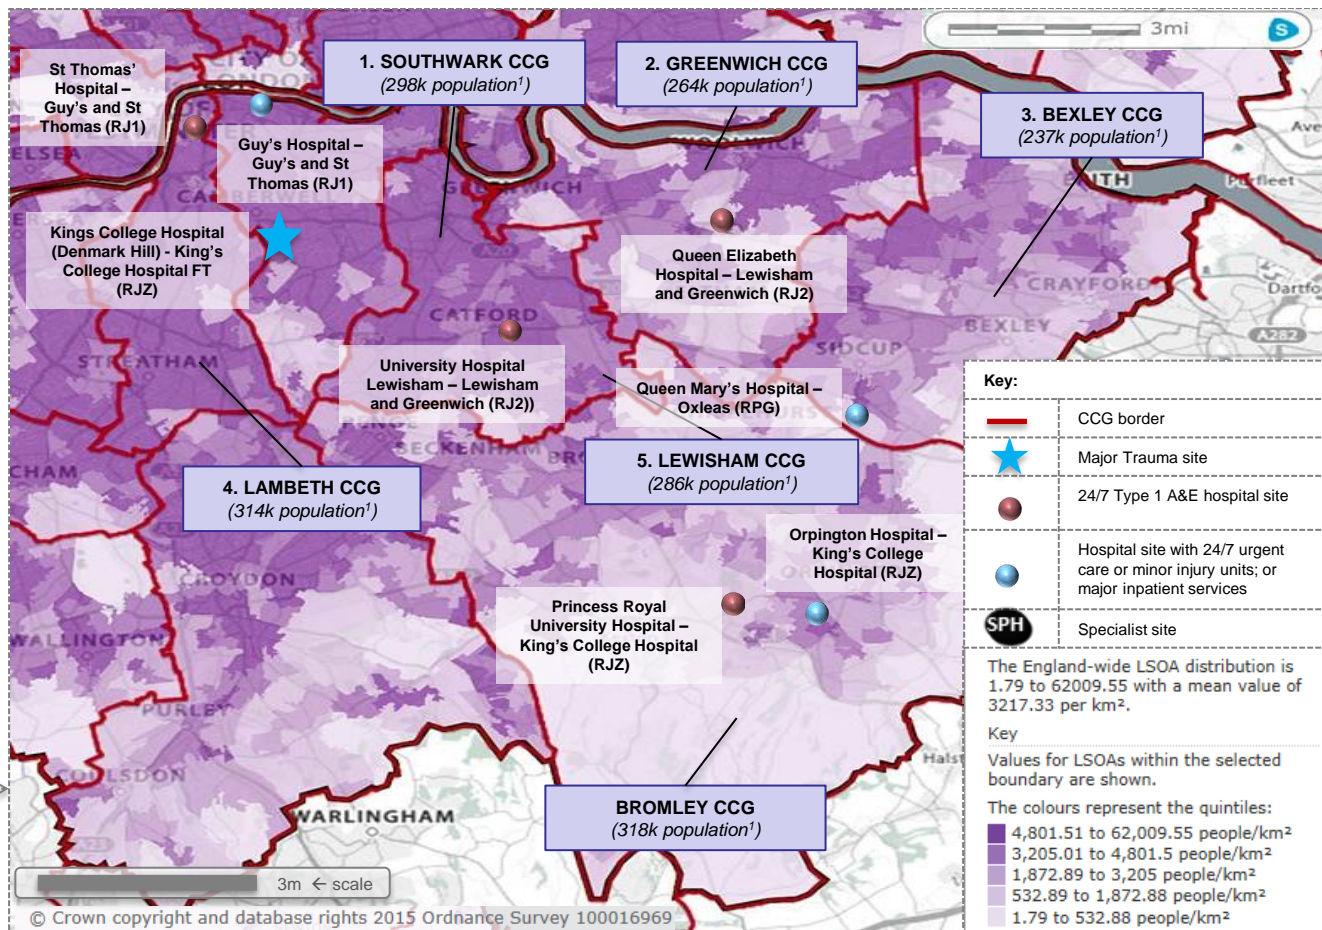 3mi
S
St Thomas'
Hospital –
Guy's and St
Thomas (RJ1)
1. SOUTHWARK CCG
(298k population¹)
2. GREENWICH CCG
(264k population¹)
3. BEXLEY CCG
(237k population¹)
Guy's Hospital –
Guy's and St
Thomas (RJ1)
Kings College Hospital
(Denmark Hill) - King's
College Hospital FT
(RJZ)
Queen Elizabeth
Hospital – Lewisham
and Greenwich (RJ2)
University Hospital
Lewisham – Lewisham
and Greenwich (RJ2))
Queen Mary's Hospital –
Oxleas (RPG)
4. LAMBETH CCG
(314k population¹)
5. LEWISHAM CCG
(286k population¹)
Orpington Hospital –
King's College
Hospital (RJZ)
Princess Royal
University Hospital –
King's College Hospital
(RJZ)
BROMLEY CCG
(318k population¹)
GREENWICH
CATFORD
STREATHAM
BECKENHAM
SIDCUP
CRAYFORD
BEXLEY
Purfleet
A282
CROYDON
WALLINGTON
PURLEY
COULSDON
WARLINGHAM
Key:
CCG border
Major Trauma site
24/7 Type 1 A&E hospital site
Hospital site with 24/7 urgent
care or minor injury units; or
major inpatient services
SPH
Specialist site
The England-wide LSOA distribution is
1.79 to 62009.55 with a mean value of
3217.33 per km².
Key
Values for LSOAs within the selected
boundary are shown.
The colours represent the quintiles:
4,801.51 to 62,009.55 people/km²
3,205.01 to 4,801.5 people/km²
1,872.89 to 3,205 people/km²
532.89 to 1,872.88 people/km²
1.79 to 532.88 people/km²
3m ← scale
© Crown copyright and database rights 2015 Ordnance Survey 100016969